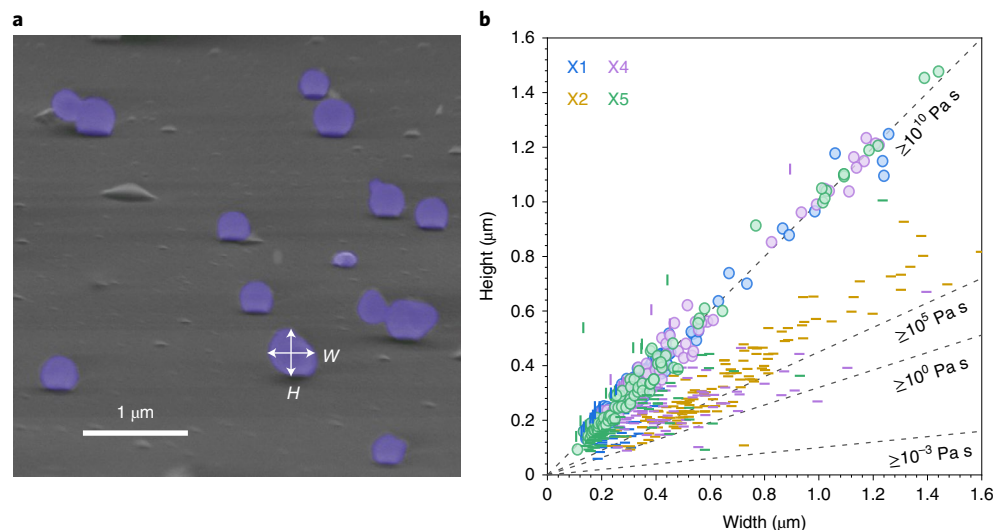 a
W
H
1 μm
b
1.6
1.4
1.2
1.0
0.8
0.6
0.4
0.2
0
Height (μm)
X1 X4
X2 X5
≥10¹⁰ Pa s
≥10⁵ Pa s
≥10⁰ Pa s
≥10⁻³ Pa s
0 0.2 0.4 0.6 0.8 1.0 1.2 1.4 1.6
Width (μm)